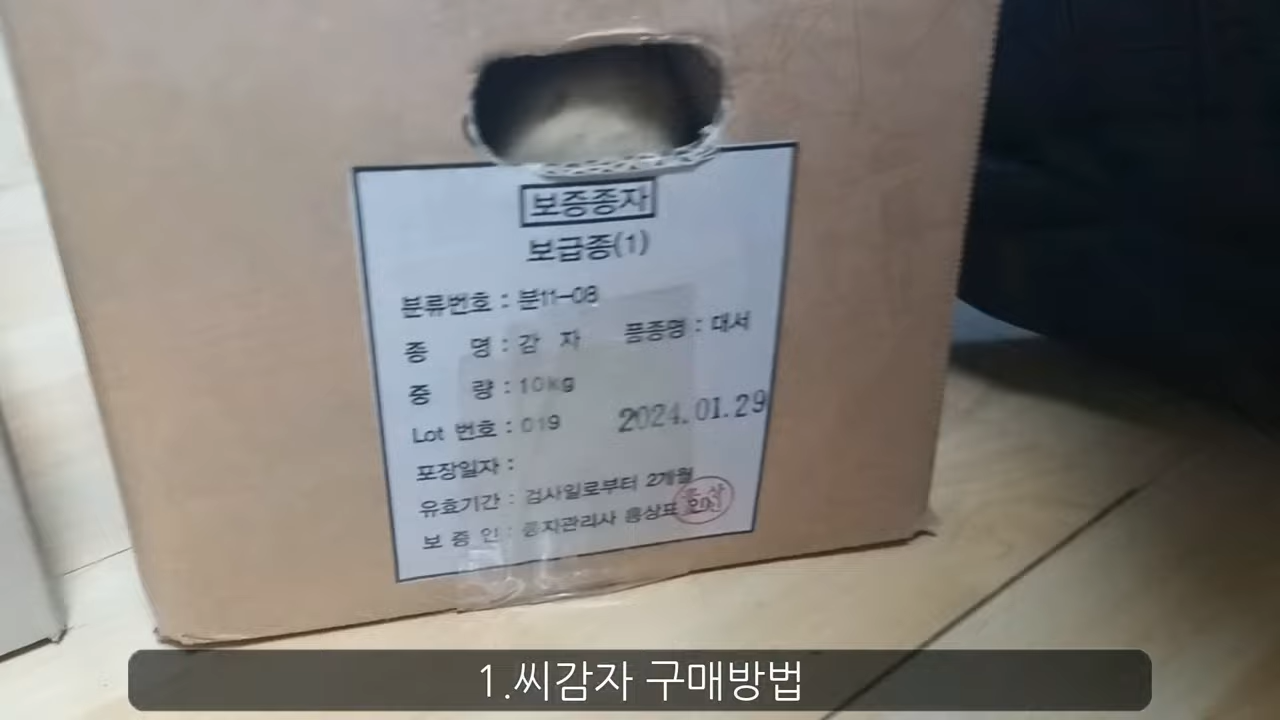 보증종자
보급종(1)
분류번호 : 분11-08
종 명 : 감 자 품종명 : 대서
중 량 : 10kg
Lot 번호 : 019 2024.01.29
포장일자 :
유효기간 : 검사일로부터 2개월
보 증 인 : 종자관리사
1.씨감자 구매방법